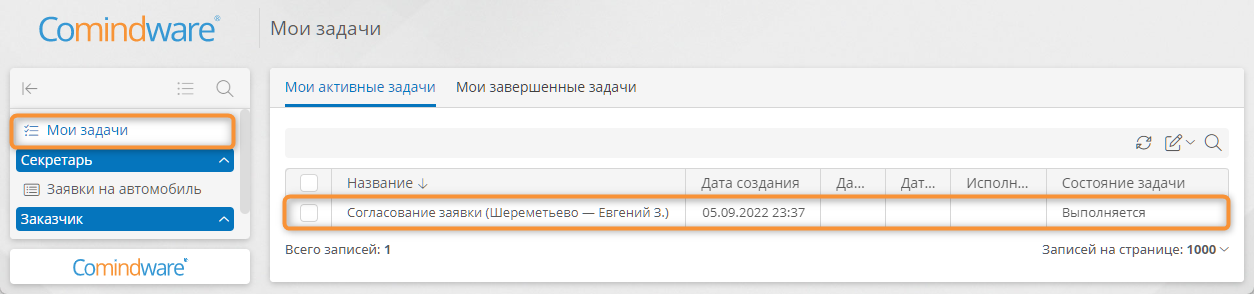 Comindware®
Мои задачи
Мои задачи
Секретарь
Заявки на автомобиль
Заказчик
Comindware®
Мои активные задачи Мои завершенные задачи
Название ↓ Дата создания Да... Дат... Исполн... Состояние задачи
Согласование заявки (Шереметьево — Евгений З.) 05.09.2022 23:37 Выполняется
Всего записей: 1 Записей на странице: 1000